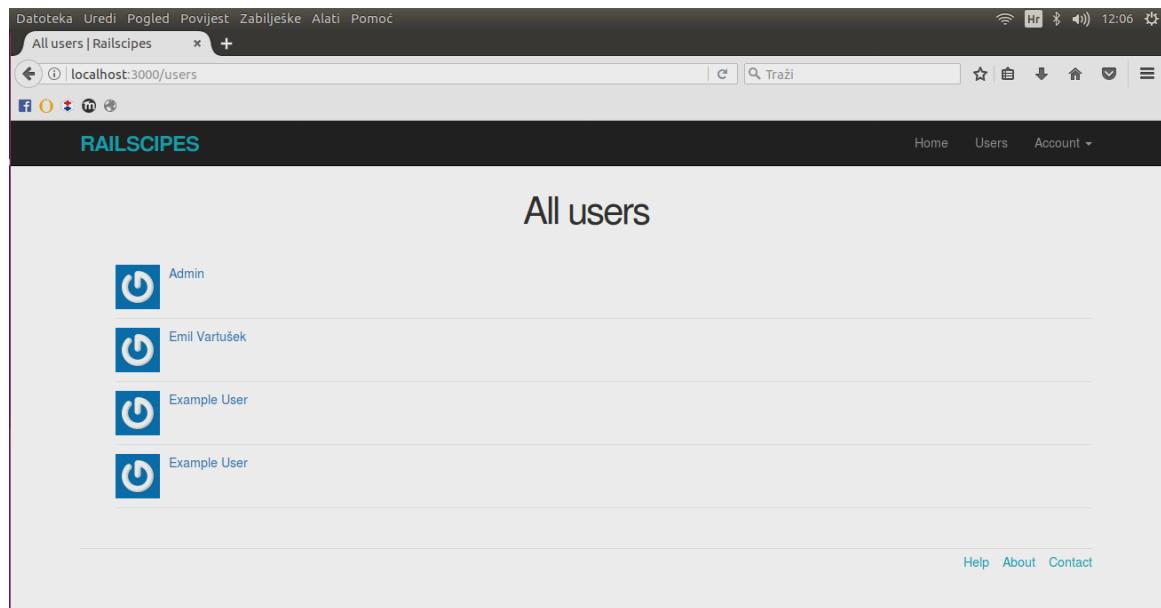 Datoteka Uredi Pogled Povijest Zabilješke Alati Pomoć Hr 12:06
All users | Railscipes
localhost:3000/users Traži
RAILSCIPES Home Users Account
All users
Admin
Emil Vartušek
Example User
Example User
Help About Contact